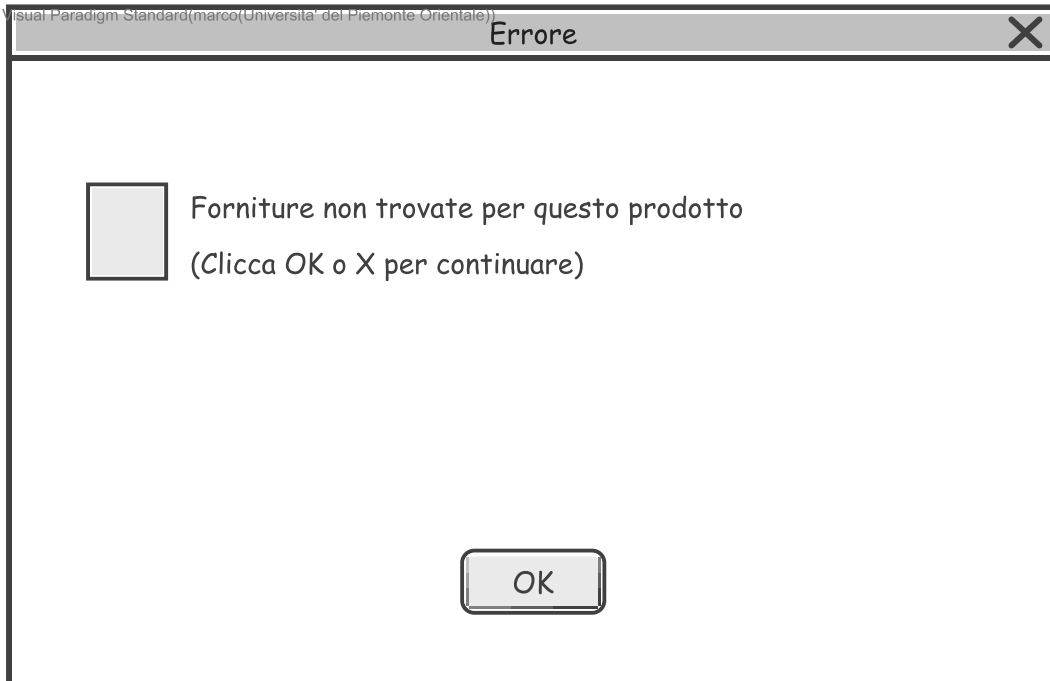 Visual Paradigm Standard(marco(Universita' del Piemonte Orientale))
Errore
Forniture non trovate per questo prodotto
(Clicca OK o X per continuare)
OK